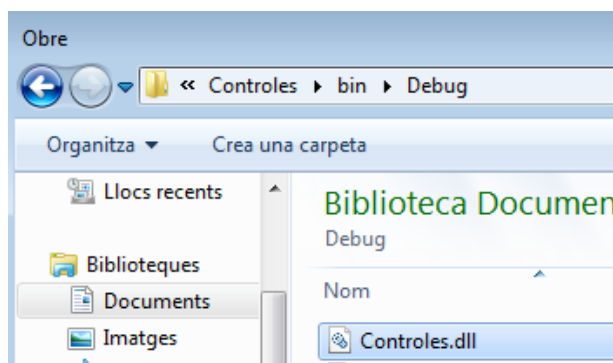 Obre
« Controles bin Debug
Organitza Crea una carpeta
Llocs recents
Biblioteques
Documents
Imatges
Biblioteca Documen
Debug
Nom
Controles.dll